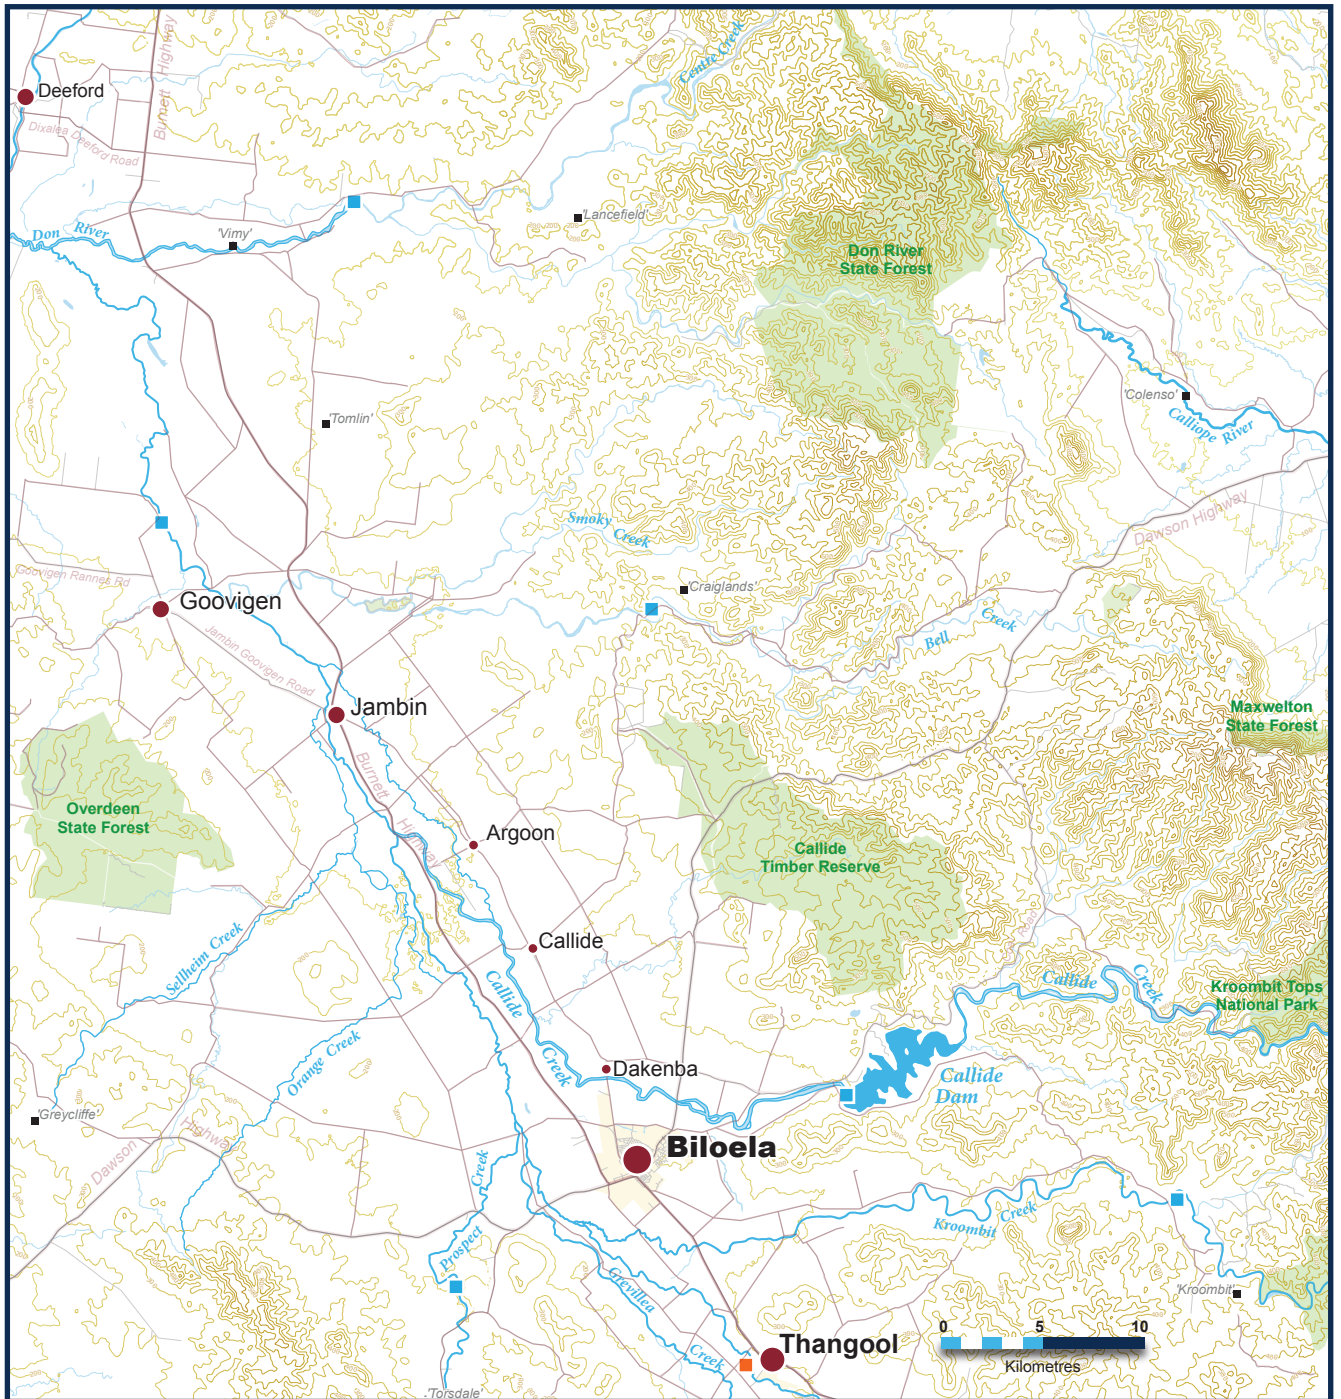 Centre Creek
Burnett Highway
Deeford
Dixalea Deeford Road
'Lancefield'
Don River
'Vimy'
Don River
State Forest
'Colenso'
Calliope River
'Tomlin'
Dawson Highway
Smoky
Creek
Goovigen Rannes Rd
'Craiglands'
Goovigen
Bell Creek
Jambin Goovigen Road
Jambin
Maxwelton
State Forest
Burnett
Highway
Overdeen
State Forest
Argoon
Callide
Timber Reserve
Callide
Sellheim Creek
Callide
Creek
Callide
Creek
Kroombit Tops
National Park
Orange Creek
Dakenba
Callide
Dam
'Greycliffe'
Dawson
Highway
Biloela
Creek
Prospect
Kroombit Creek
Grevillea
Creek
'Kroombit'
Thangool
0 5 10
Kilometres
'Torsdale'